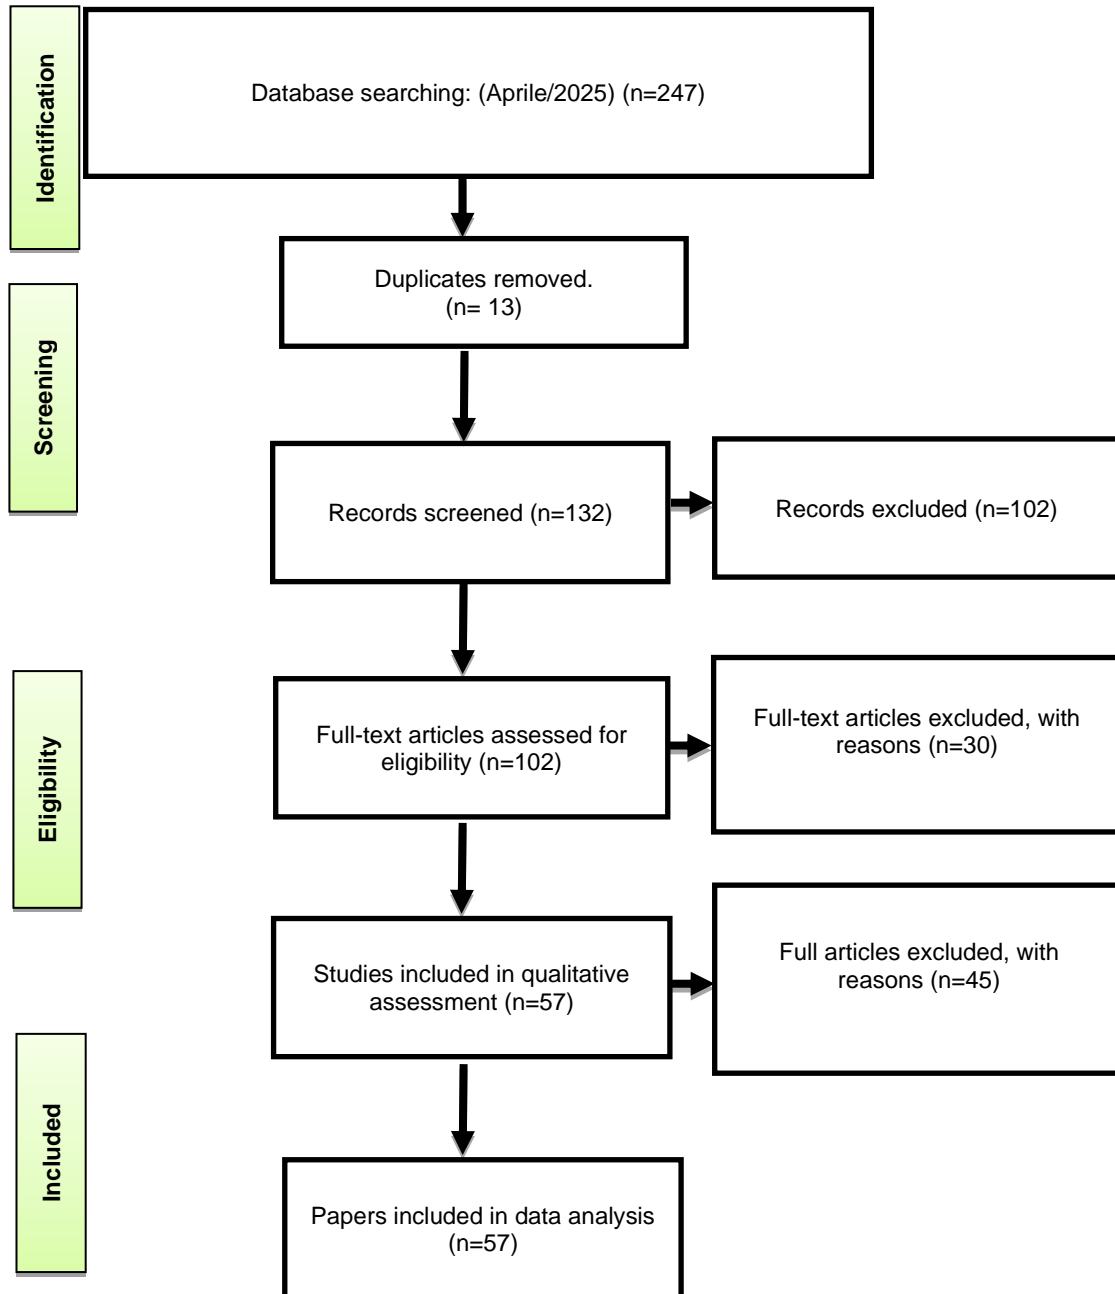 Identification
Database searching: (Aprile/2025) (n=247)
Duplicates removed.
(n= 13)
Screening
Records screened (n=132)
Records excluded (n=102)
Eligibility
Full-text articles assessed for
eligibility (n=102)
Full-text articles excluded, with
reasons (n=30)
Studies included in qualitative
assessment (n=57)
Full articles excluded, with
reasons (n=45)
Included
Papers included in data analysis
(n=57)